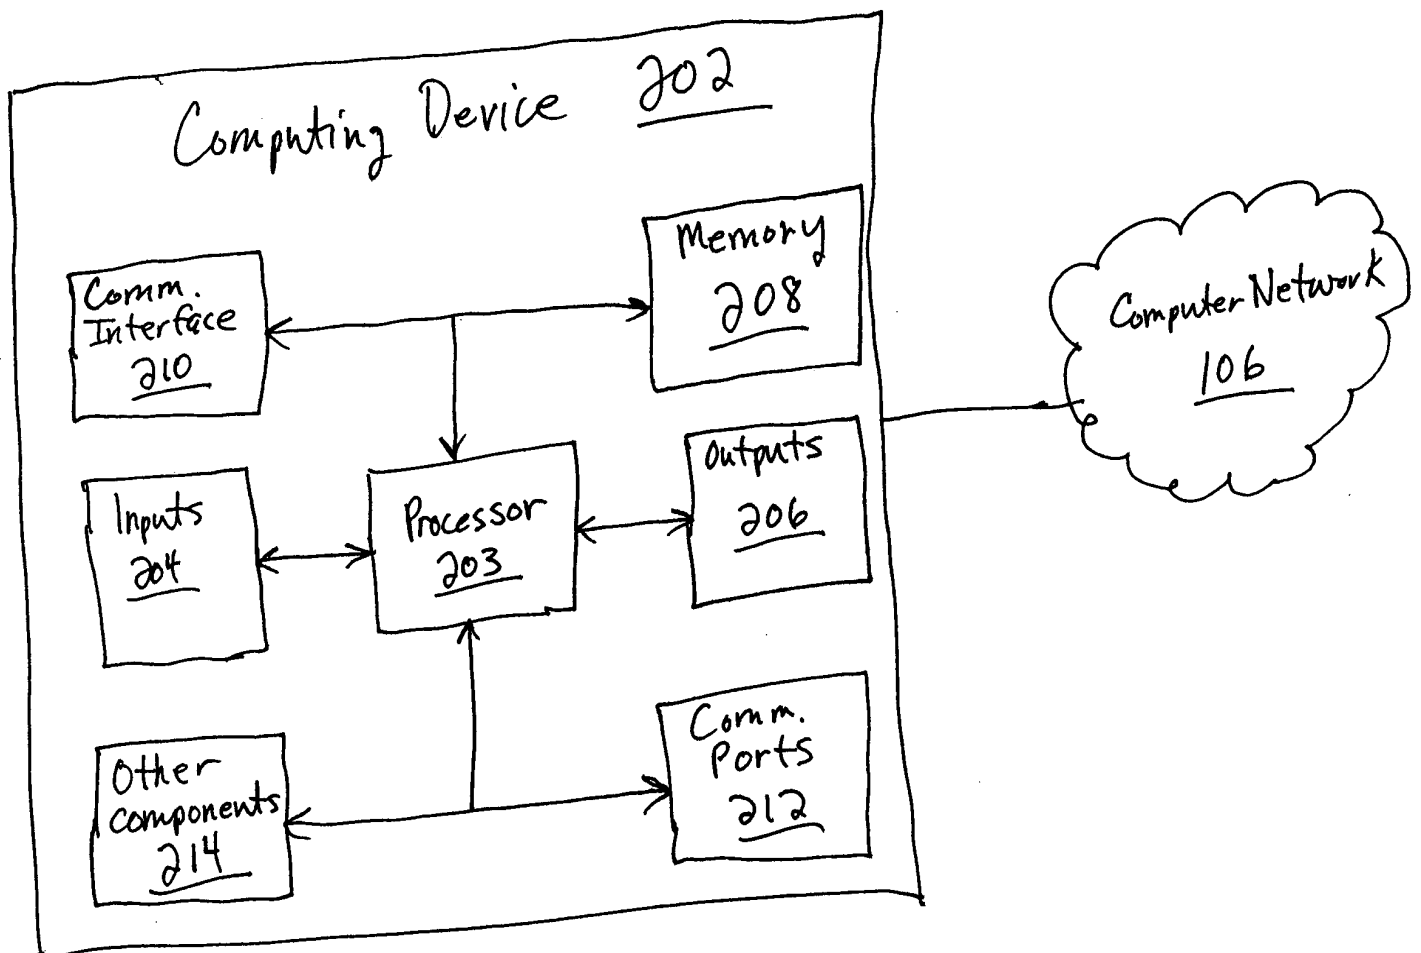 Computing Device 202
Memory
208
Comm.
Interface
210
Computer Network
106
Outputs
206
Inputs
204
Processor
203
Comm.
Ports
212
Other
components
214